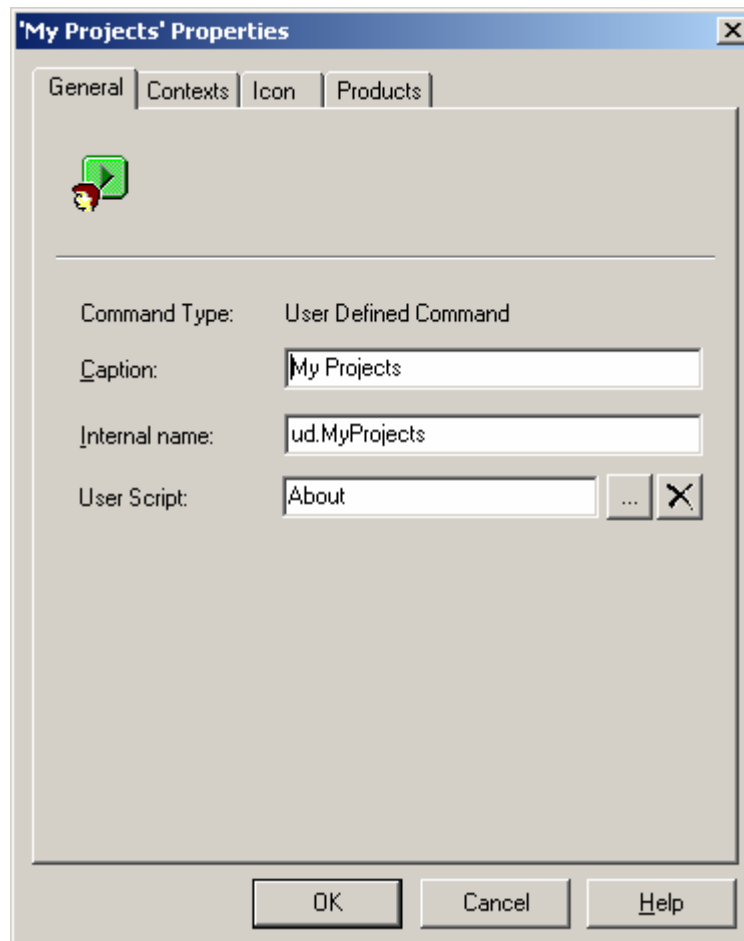 'My Projects' Properties
General Contexts Icon Products
Command Type: User Defined Command
Caption: My Projects
Internal name: ud.MyProjects
User Script: About ...
OK Cancel Help